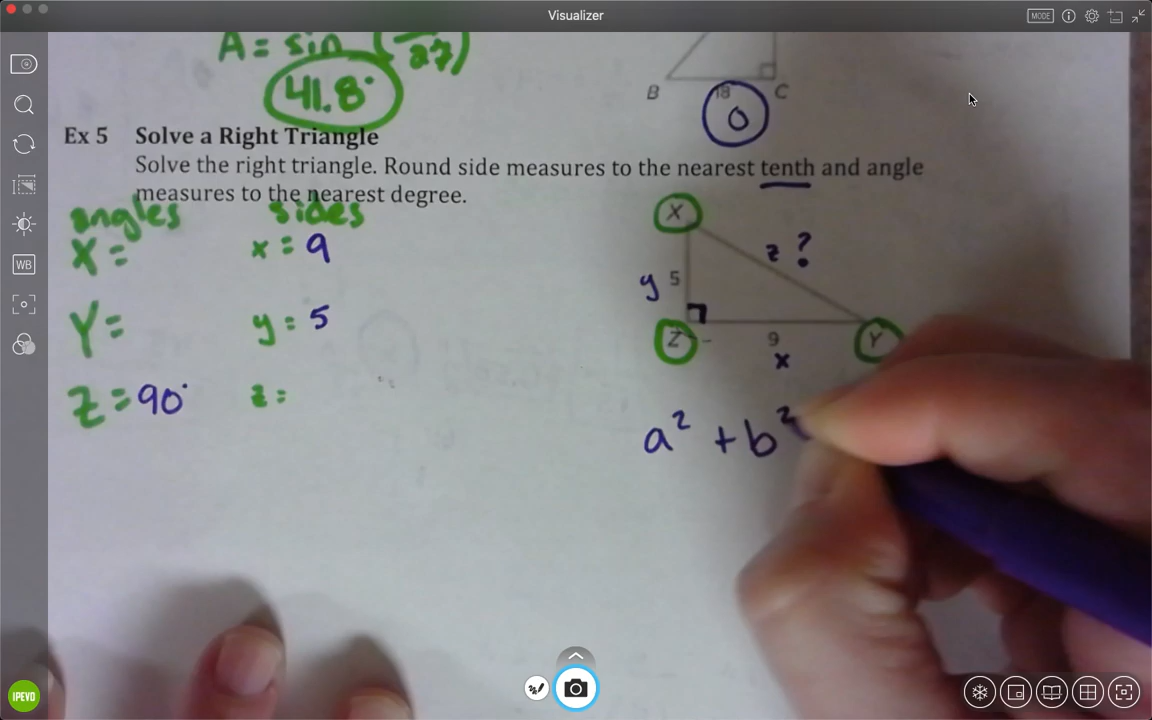 Visualizer
MODE
WB
A = sin (/27)
41.8°
B 18 C
O
Ex 5 Solve a Right Triangle
Solve the right triangle. Round side measures to the nearest tenth and angle
measures to the nearest degree.
angles sides
X =
x = 9
Y =
y = 5
Z = 90°
z =
X
z ?
y 5
Z 9 Y
x
a² + b²
IPEVO